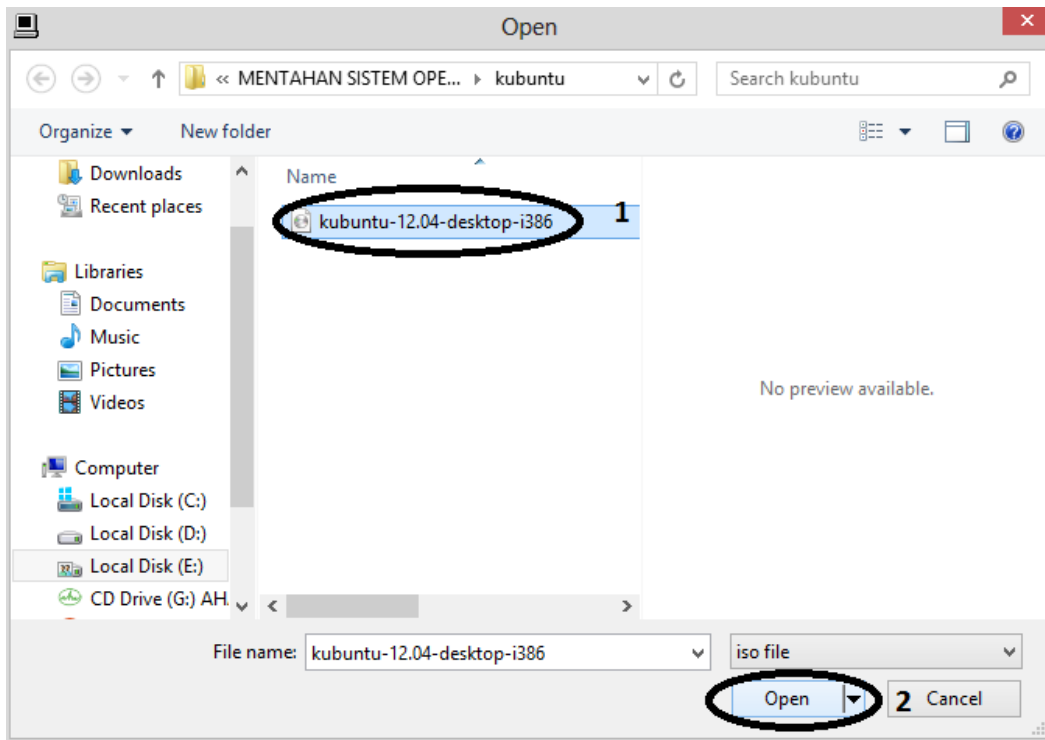 Open
« MENTAHAN SISTEM OPE... kubuntu
Search kubuntu
Organize
New folder
Downloads
Recent places
Libraries
Documents
Music
Pictures
Videos
Computer
Local Disk (C:)
Local Disk (D:)
Local Disk (E:)
CD Drive (G:) AH.
Name
kubuntu-12.04-desktop-i386 1
No preview available.
File name: kubuntu-12.04-desktop-i386
iso file
Open 2 Cancel